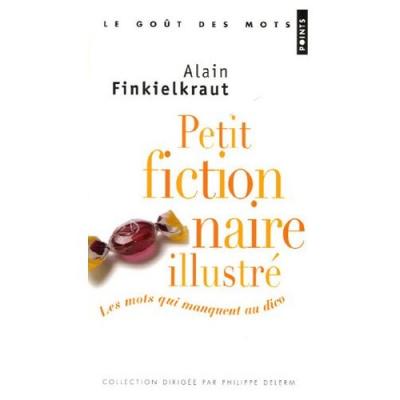 LE GOÛT DES MOTS
POINTS
Alain
Finkielkraut
Petit
fiction
naire
illustré
Les mots qui manquent au dico
COLLECTION DIRIGÉE PAR PHILIPPE DELERM